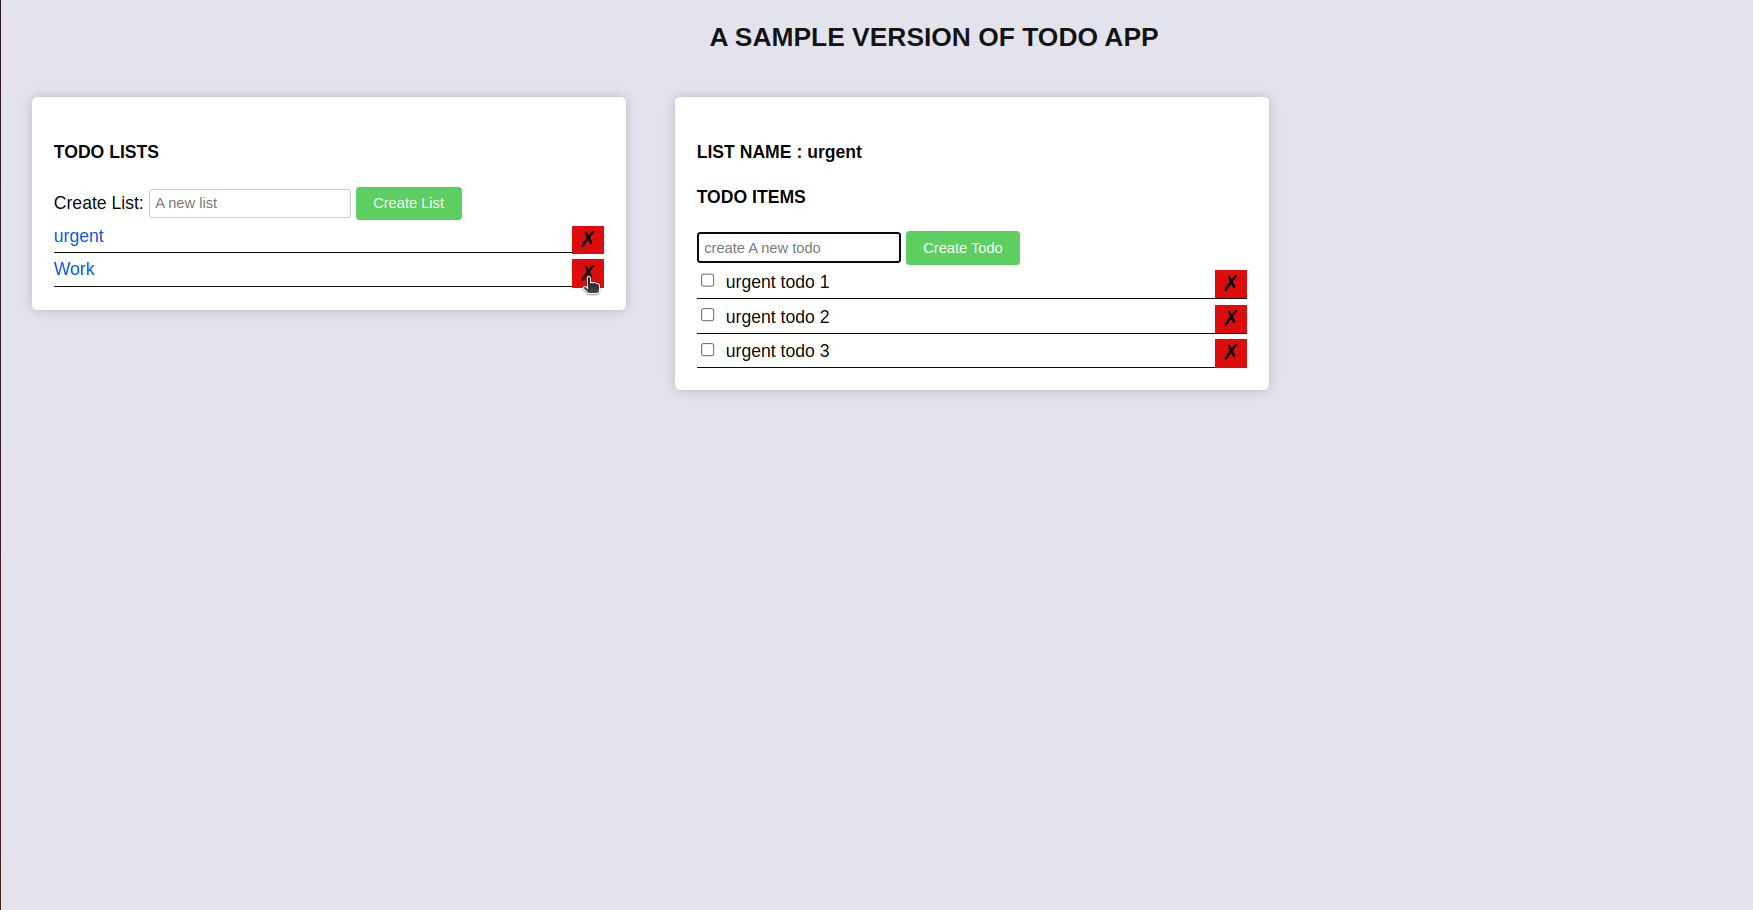 A SAMPLE VERSION OF TODO APP
TODO LISTS
Create List: A new list Create List
urgent ✗
Work ✗
LIST NAME : urgent
TODO ITEMS
create A new todo Create Todo
urgent todo 1 ✗
urgent todo 2 ✗
urgent todo 3 ✗